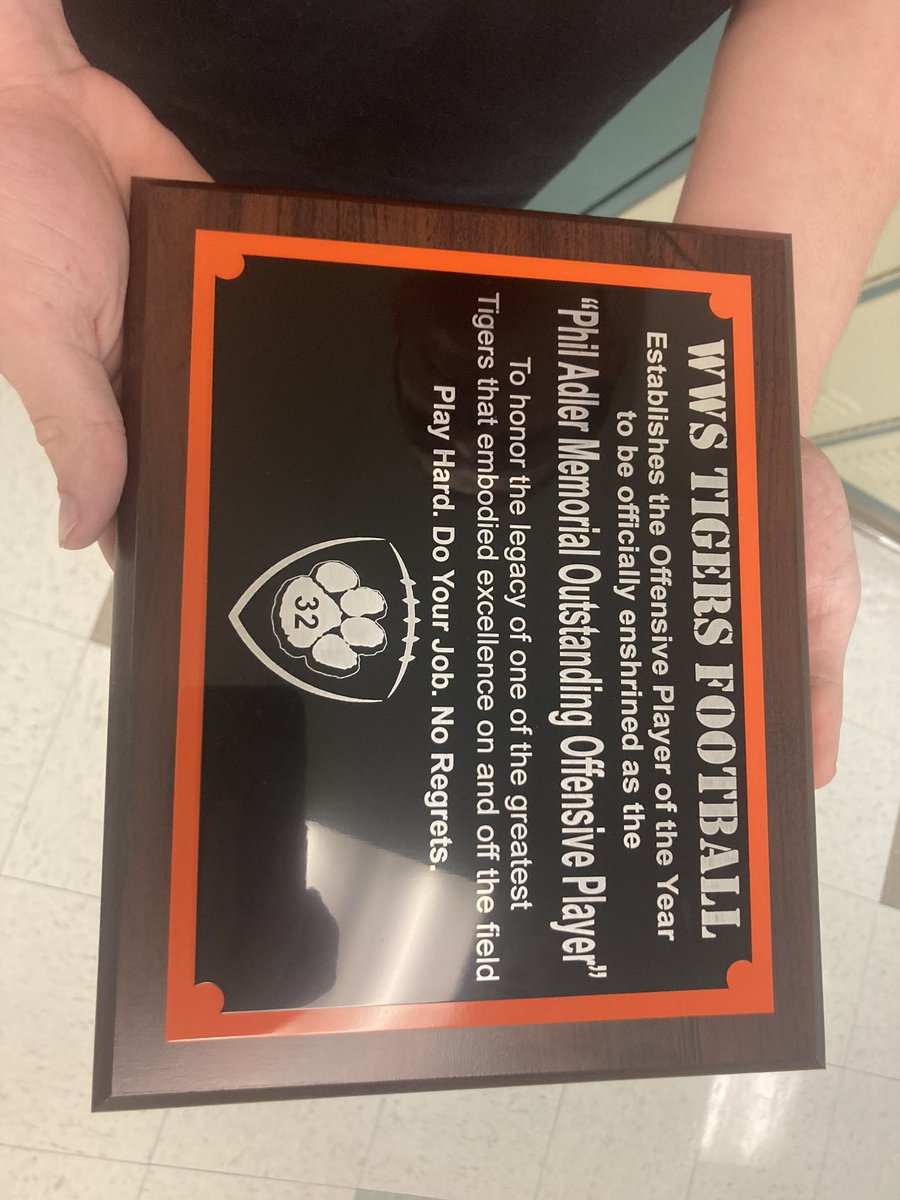 WWS TIGERS FOOTBALL
Establishes the Offensive Player of the Year
to be officially enshrined as the
“Phil Adler Memorial Outstanding Offensive Player”
To honor the legacy of one of the greatest
Tigers that embodied excellence on and off the field
Play Hard. Do Your Job. No Regrets.
32